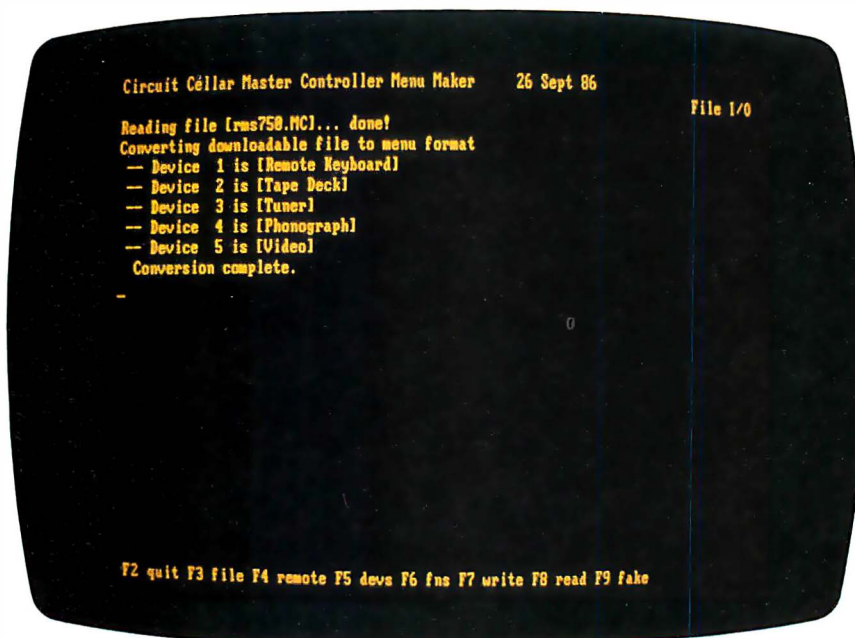 Circuit Cellar Master Controller Menu Maker 26 Sept 86
File I/O
Reading file [rms750.MC]... done!
Converting downloadable file to menu format
-- Device 1 is [Remote Keyboard]
-- Device 2 is [Tape Deck]
-- Device 3 is [Tuner]
-- Device 4 is [Phonograph]
-- Device 5 is [Video]
Conversion complete.
F2 quit F3 file F4 remote F5 devs F6 fns F7 write F8 read F9 fake